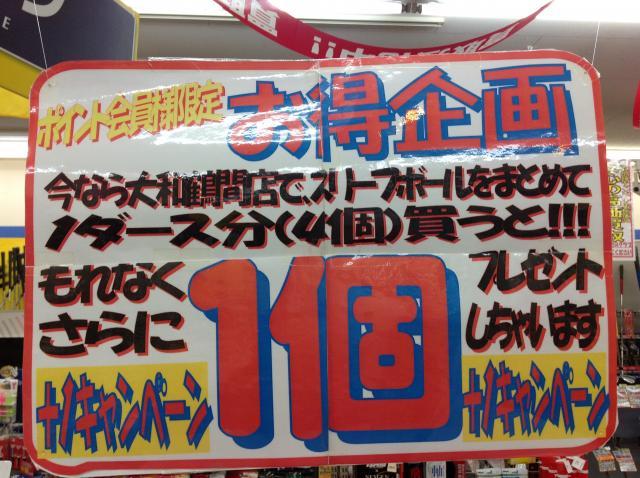 ポイント会員様限定 お得企画
今なら大和鶴間店で、スリーブボールをまとめて
1ダース分(4個)買うと!!!
もれなく
さらに
1個
プレゼント
しちゃいます
+1キャンペーン
+1キャンペーン